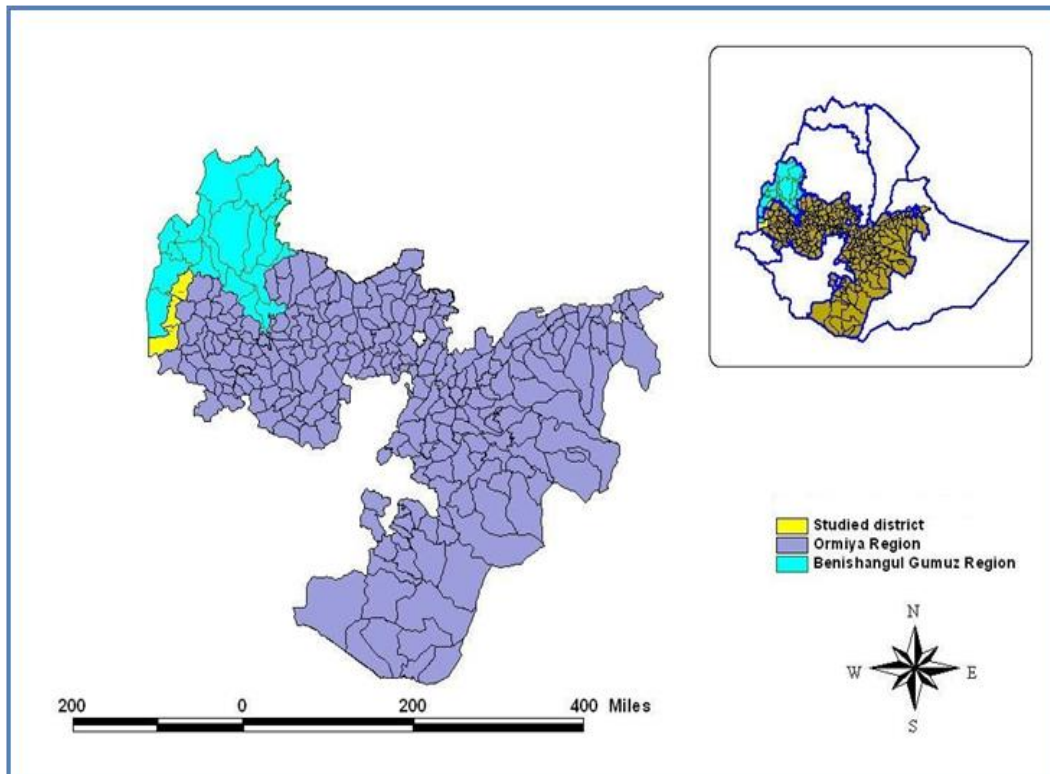 Studied district
Ormiya Region
Benishangul Gumuz Region
N
W E
S
200 0 200 400 Miles